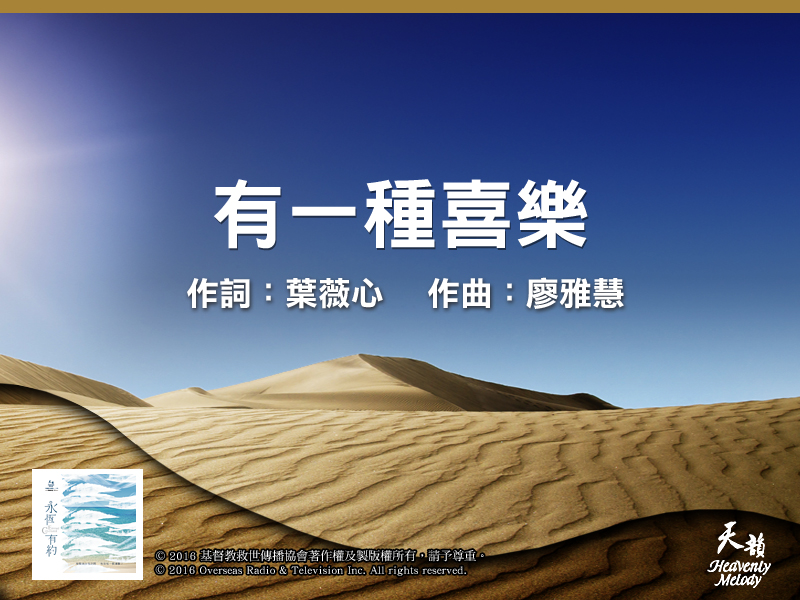 有一種喜樂
作詞：葉薇心　作曲：廖雅慧
永恆
有約
© 2016 基督教救世傳播協會著作權及製版權所有，請予尊重。
© 2016 Overseas Radio & Television Inc. All rights reserved.
天韻
Heavenly
Melody